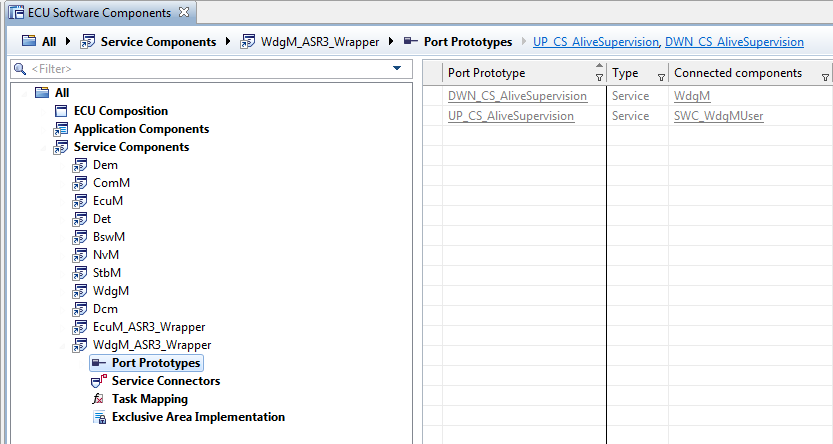 ECU Software Components
All Service Components WdgM_ASR3_Wrapper Port Prototypes UP_CS_AliveSupervision, DWN_CS_AliveSupervision
<Filter>
All
ECU Composition
Application Components
Service Components
Dem
ComM
EcuM
Det
BswM
NvM
StbM
WdgM
Dcm
EcuM_ASR3_Wrapper
WdgM_ASR3_Wrapper
Port Prototypes
Service Connectors
Task Mapping
Exclusive Area Implementation
Port Prototype Type Connected components
DWN_CS_AliveSupervision Service WdgM
UP_CS_AliveSupervision Service SWC_WdgMUser